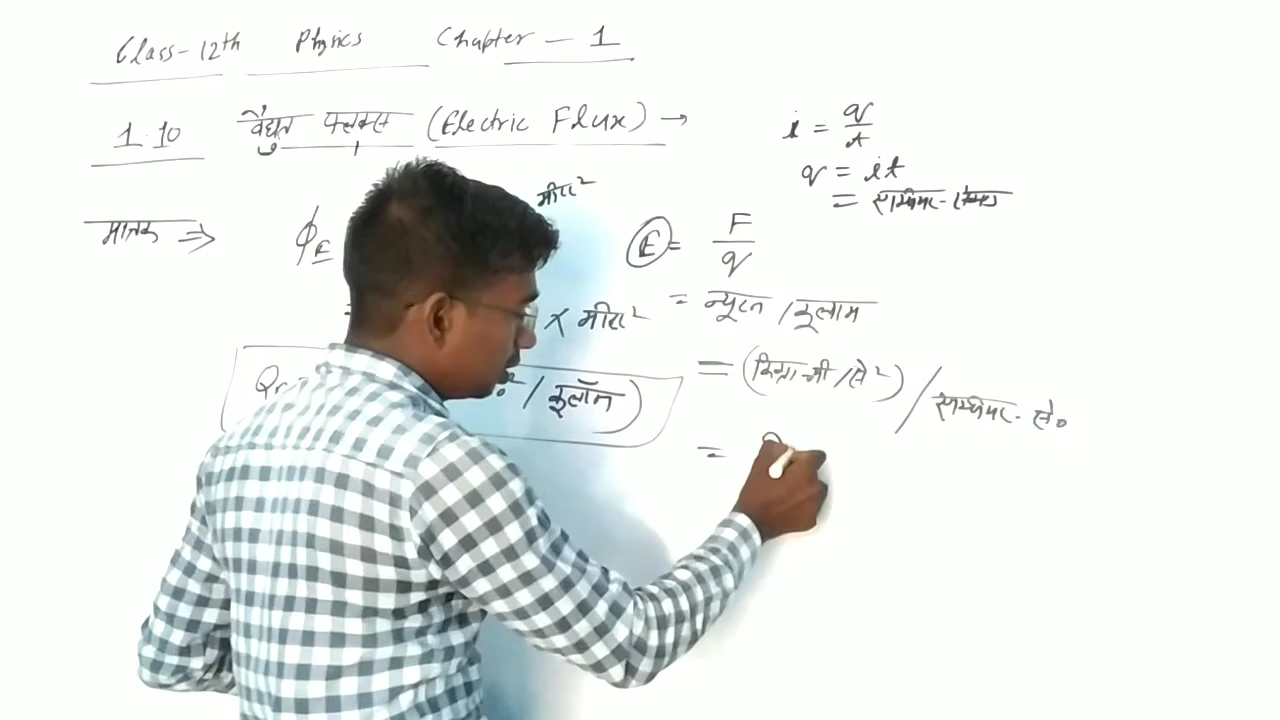 Class-12th Physics Chapter - 1
1.10 वैद्युत फ्लक्स (Electric Flux) →
i = q/t
q = it
= एम्पियर-सेकण्ड
मात्रक ⇒ ϕE
मीटर²
E = F/q
× मीटर² = न्यूटन / कूलाम
= (किग्रा-मी/से²) / एम्पियर-से०
/ कूलॉम)
=